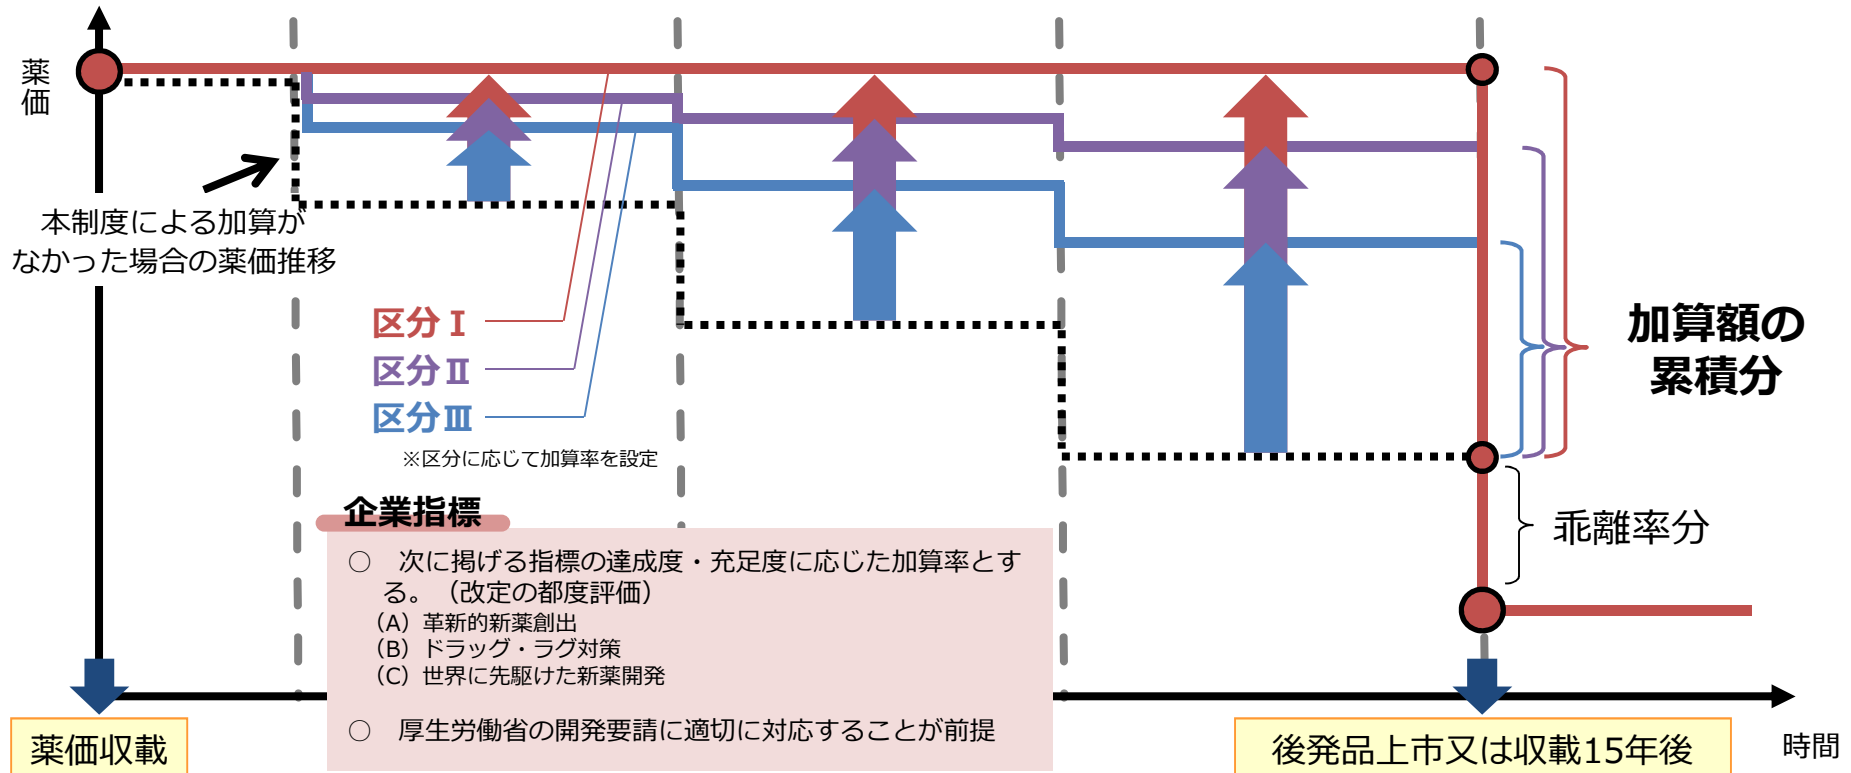 薬
価
本制度による加算が
なかった場合の薬価推移
区分Ⅰ
区分Ⅱ
区分Ⅲ
※区分に応じて加算率を設定
加算額の
累積分
乖離率分
企業指標
○ 次に掲げる指標の達成度・充足度に応じた加算率とす
る。（改定の都度評価）
（A）革新的新薬創出
（B）ドラッグ・ラグ対策
（C）世界に先駆けた新薬開発
○ 厚生労働省の開発要請に適切に対応することが前提
薬価収載
後発品上市又は収載15年後
時間